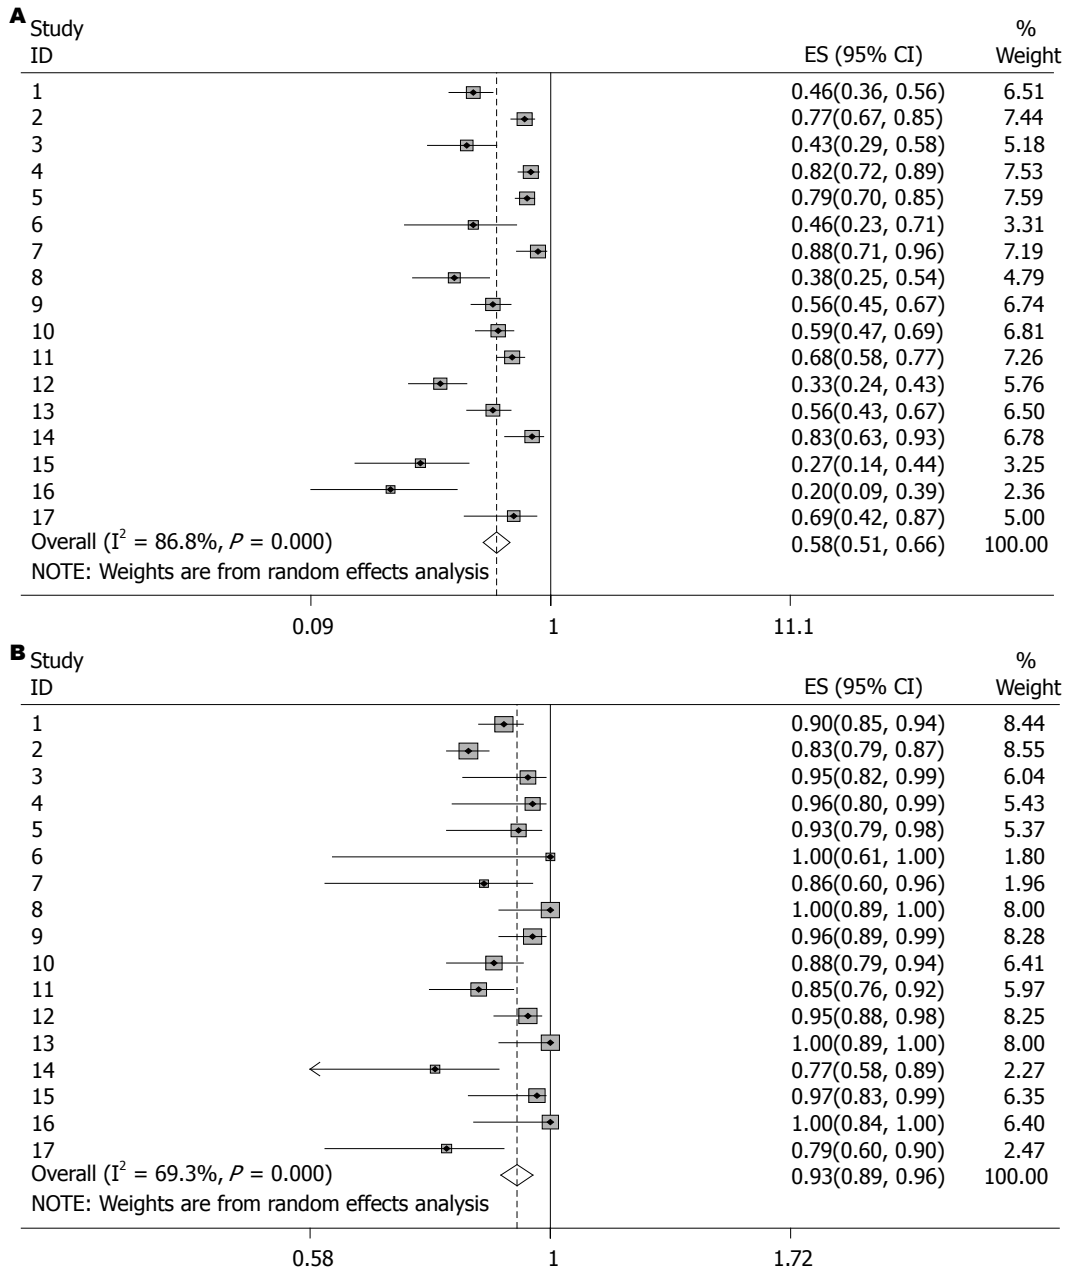 A Study ID ES (95% CI) % Weight
1 0.46(0.36, 0.56) 6.51
2 0.77(0.67, 0.85) 7.44
3 0.43(0.29, 0.58) 5.18
4 0.82(0.72, 0.89) 7.53
5 0.79(0.70, 0.85) 7.59
6 0.46(0.23, 0.71) 3.31
7 0.88(0.71, 0.96) 7.19
8 0.38(0.25, 0.54) 4.79
9 0.56(0.45, 0.67) 6.74
10 0.59(0.47, 0.69) 6.81
11 0.68(0.58, 0.77) 7.26
12 0.33(0.24, 0.43) 5.76
13 0.56(0.43, 0.67) 6.50
14 0.83(0.63, 0.93) 6.78
15 0.27(0.14, 0.44) 3.25
16 0.20(0.09, 0.39) 2.36
17 0.69(0.42, 0.87) 5.00
Overall (I² = 86.8%, P = 0.000) 0.58(0.51, 0.66) 100.00
NOTE: Weights are from random effects analysis
0.09 1 11.1
B Study ID ES (95% CI) % Weight
1 0.90(0.85, 0.94) 8.44
2 0.83(0.79, 0.87) 8.55
3 0.95(0.82, 0.99) 6.04
4 0.96(0.80, 0.99) 5.43
5 0.93(0.79, 0.98) 5.37
6 1.00(0.61, 1.00) 1.80
7 0.86(0.60, 0.96) 1.96
8 1.00(0.89, 1.00) 8.00
9 0.96(0.89, 0.99) 8.28
10 0.88(0.79, 0.94) 6.41
11 0.85(0.76, 0.92) 5.97
12 0.95(0.88, 0.98) 8.25
13 1.00(0.89, 1.00) 8.00
14 0.77(0.58, 0.89) 2.27
15 0.97(0.83, 0.99) 6.35
16 1.00(0.84, 1.00) 6.40
17 0.79(0.60, 0.90) 2.47
Overall (I² = 69.3%, P = 0.000) 0.93(0.89, 0.96) 100.00
NOTE: Weights are from random effects analysis
0.58 1 1.72